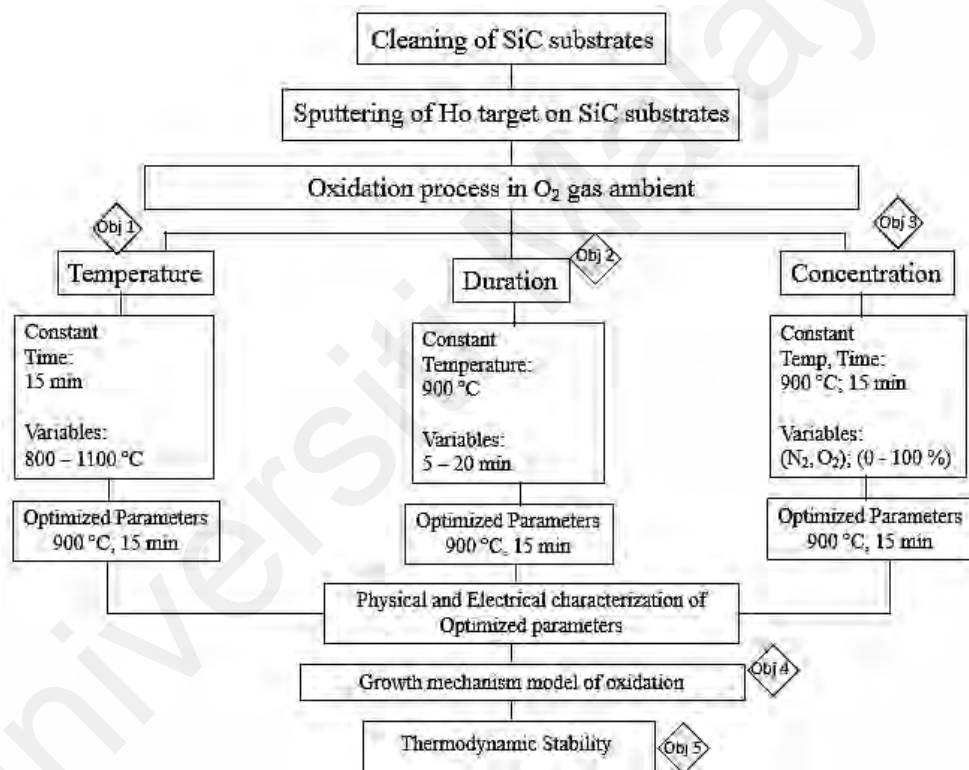 Cleaning of SiC substrates
Sputtering of Ho target on SiC substrates
Oxidation process in O₂ gas ambient
Obj 1
Temperature
Constant
Time:
15 min
Variables:
800 – 1100 °C
Optimized Parameters
900 °C, 15 min
Obj 2
Duration
Constant
Temperature:
900 °C
Variables:
5 – 20 min
Optimized Parameters
900 °C, 15 min
Obj 3
Concentration
Constant
Temp, Time:
900 °C; 15 min
Variables:
(N₂, O₂); (0 - 100 %)
Optimized Parameters
900 °C, 15 min
Physical and Electrical characterization of
Optimized parameters
Growth mechanism model of oxidation
Obj 4
Thermodynamic Stability
Obj 5
Universiti Malay